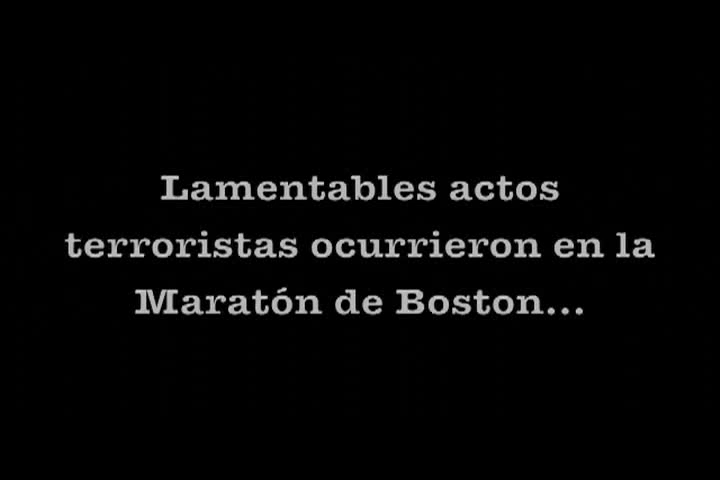 Lamentables actos
terroristas ocurrieron en la
Maratón de Boston...